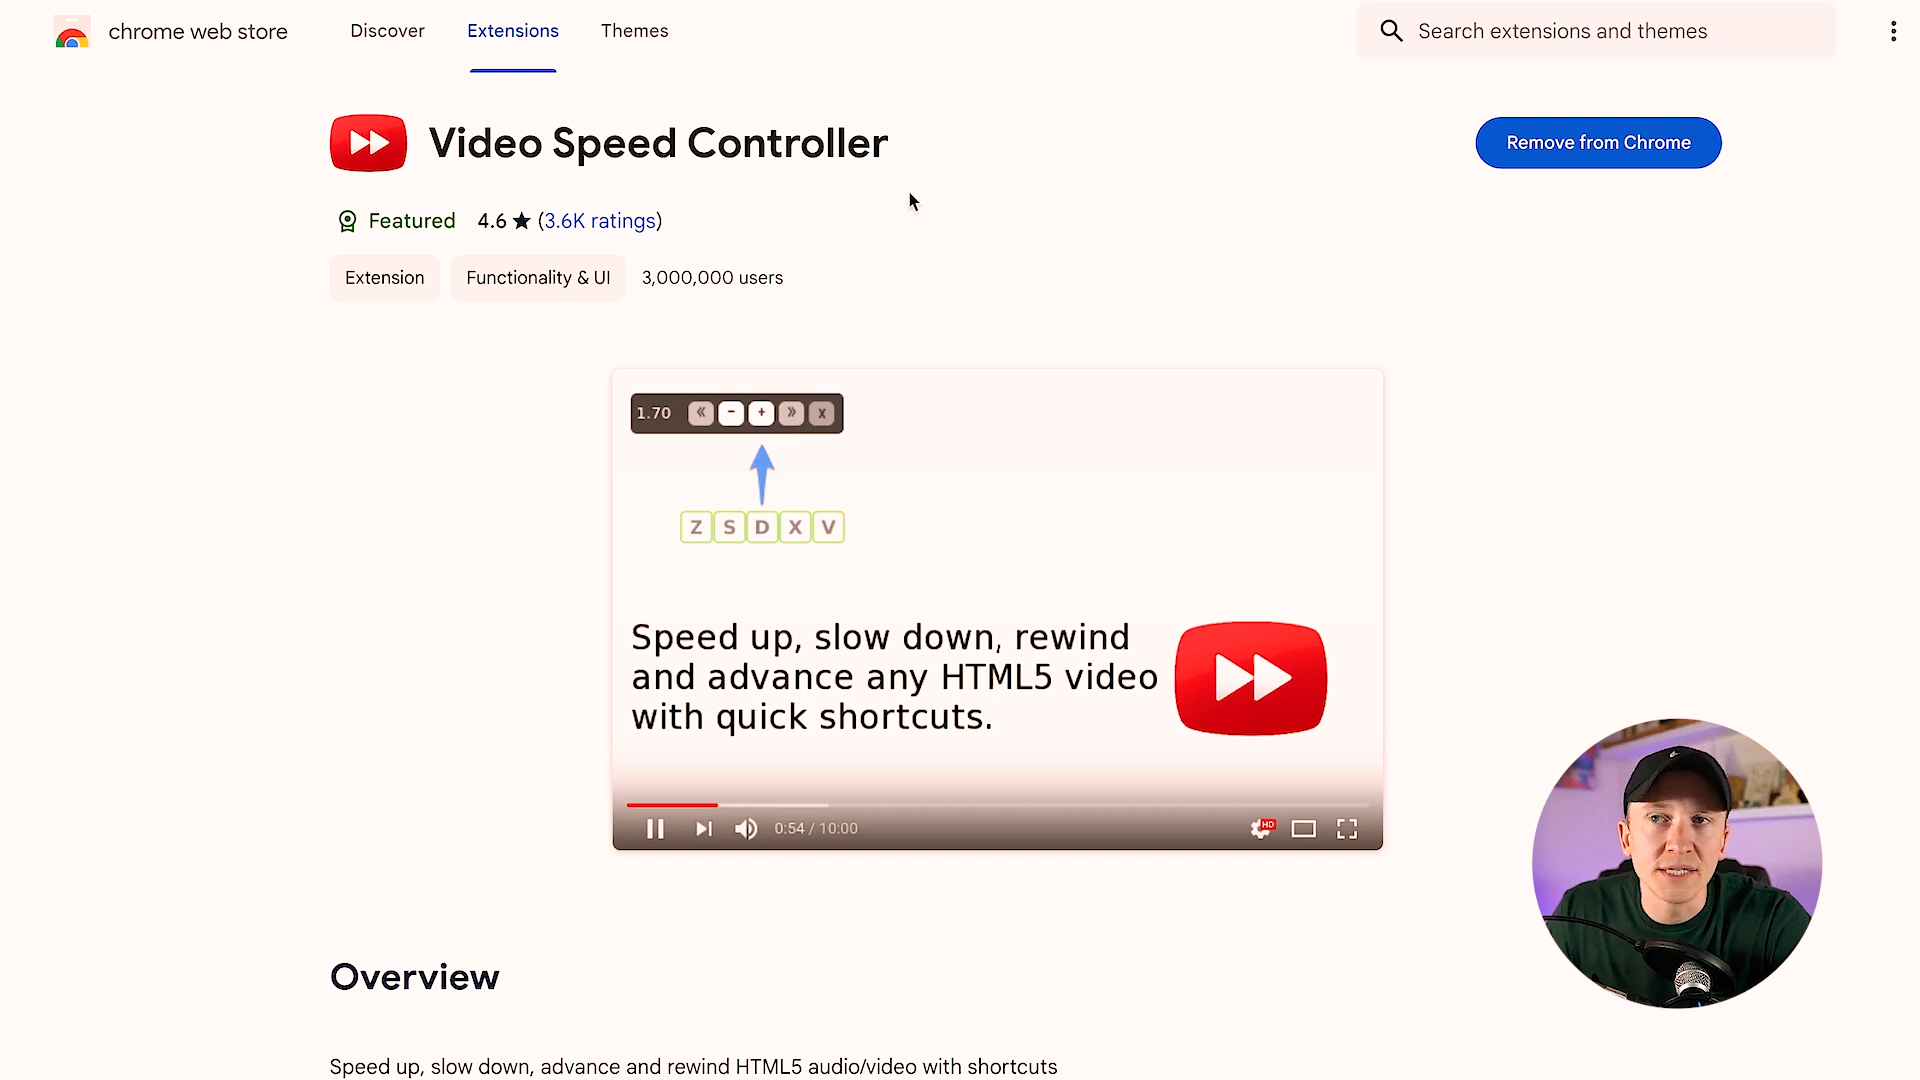 chrome web store
Discover
Extensions
Themes
Search extensions and themes
Video Speed Controller
Remove from Chrome
Featured 4.6 ★ (3.6K ratings)
Extension
Functionality & UI
3,000,000 users
1.70 « - + » x
Z S D X V
Speed up, slow down, rewind
and advance any HTML5 video
with quick shortcuts.
0:54 / 10:00
HD
Overview
Speed up, slow down, advance and rewind HTML5 audio/video with shortcuts